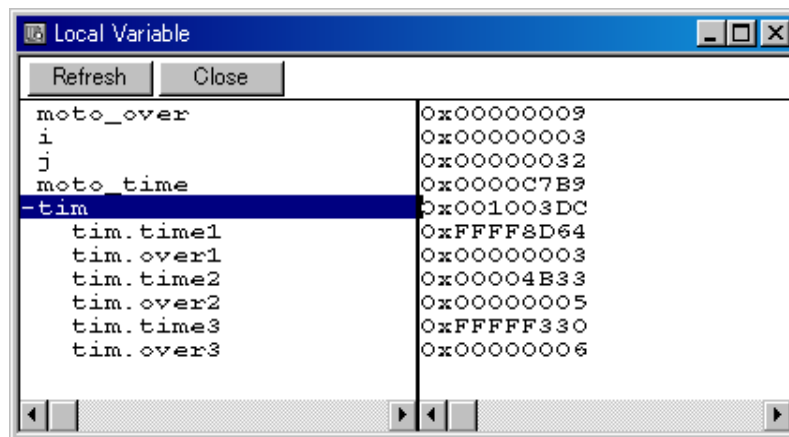 Local Variable
Refresh Close
moto_over 0x00000009
i 0x00000003
j 0x00000032
moto_time 0x0000C7B9
-tim 0x001003DC
tim.time1 0xFFFF8D64
tim.over1 0x00000003
tim.time2 0x00004B33
tim.over2 0x00000005
tim.time3 0xFFFFF330
tim.over3 0x00000006